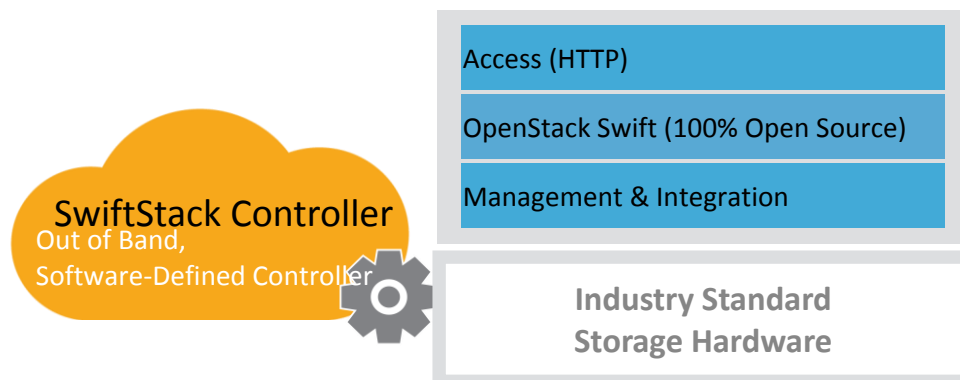 Access (HTTP)
OpenStack Swift (100% Open Source)
Management & Integration
SwiftStack Controller
Out of Band,
Software-Defined Controller
Industry Standard
Storage Hardware